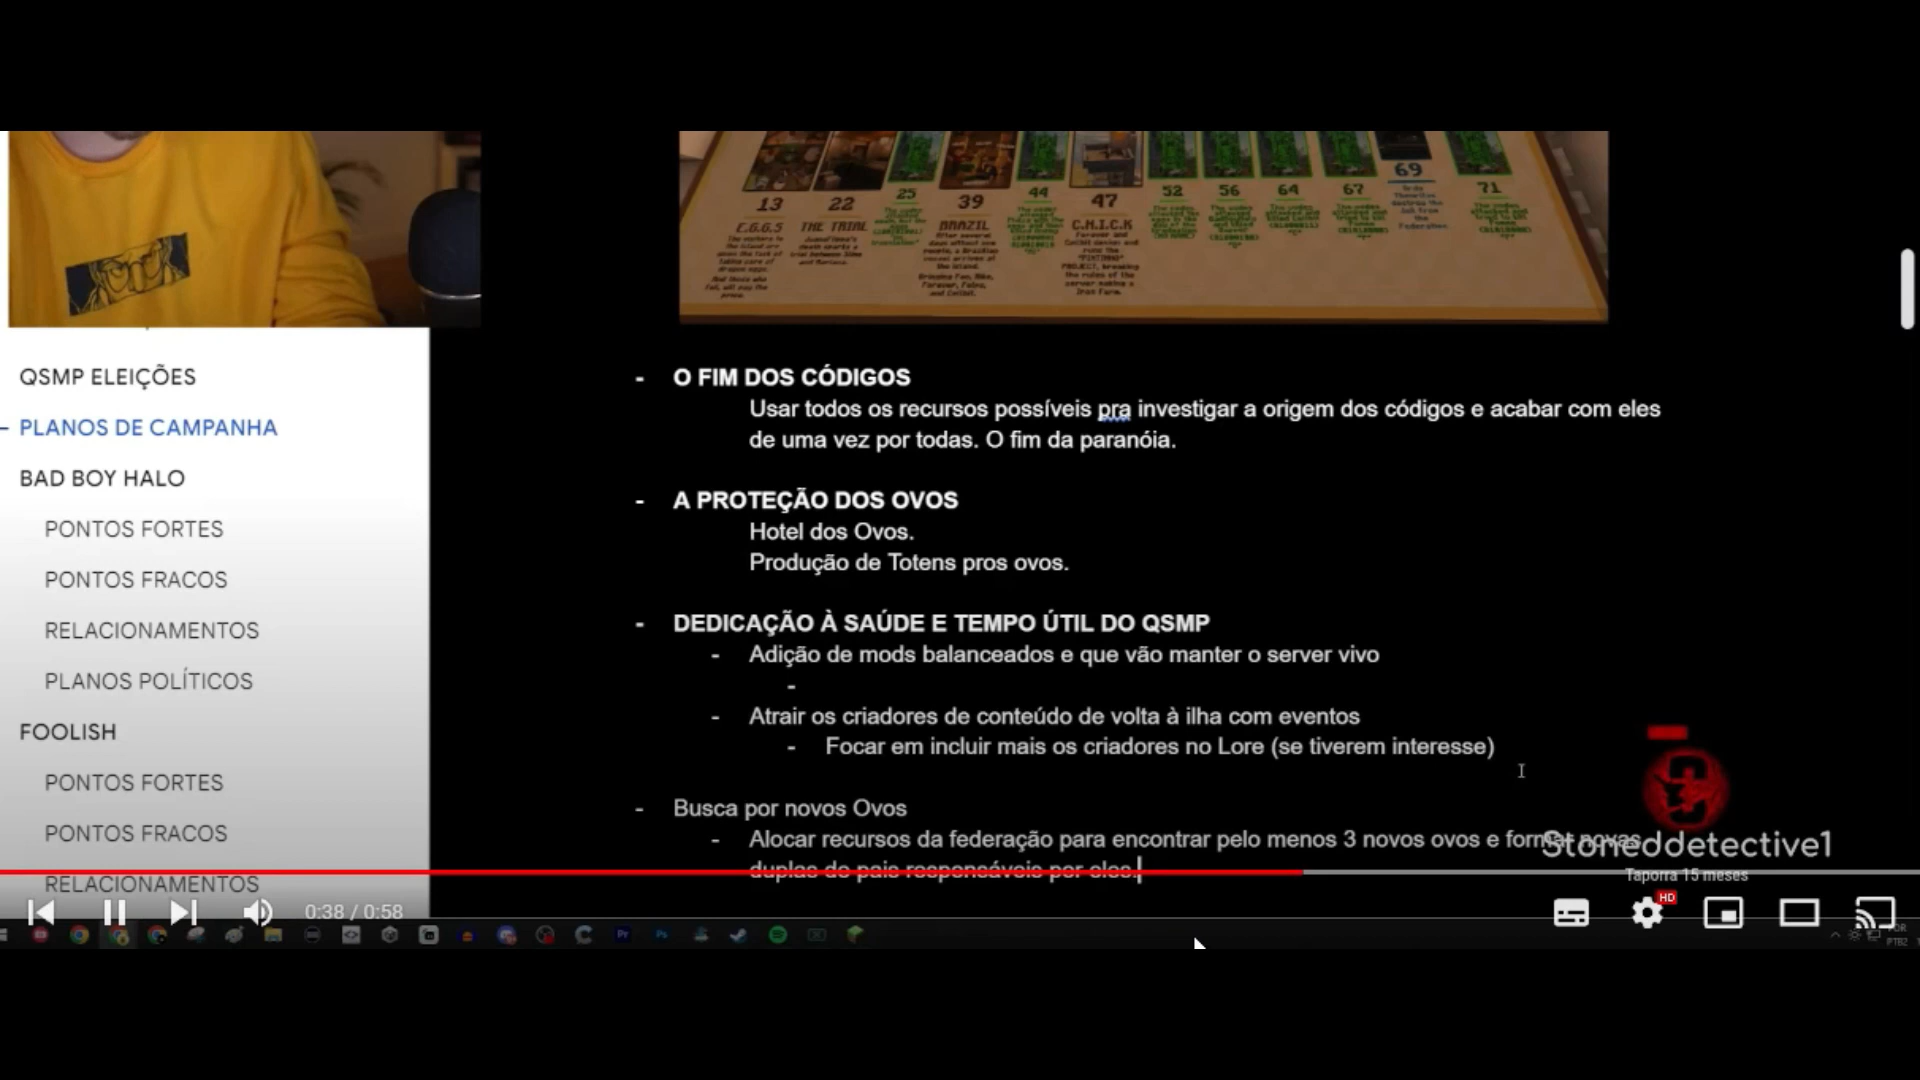 13 22 25 39 44 47 52 56 64 67 69 71
E.G.G.S THE TRIAL BRAZIL C.H.I.C.K
QSMP ELEIÇÕES
PLANOS DE CAMPANHA
BAD BOY HALO
PONTOS FORTES
PONTOS FRACOS
RELACIONAMENTOS
PLANOS POLÍTICOS
FOOLISH
PONTOS FORTES
PONTOS FRACOS
RELACIONAMENTOS
- O FIM DOS CÓDIGOS
Usar todos os recursos possíveis pra investigar a origem dos códigos e acabar com eles
de uma vez por todas. O fim da paranóia.
- A PROTEÇÃO DOS OVOS
Hotel dos Ovos.
Produção de Totens pros ovos.
- DEDICAÇÃO À SAÚDE E TEMPO ÚTIL DO QSMP
- Adição de mods balanceados e que vão manter o server vivo
-
- Atrair os criadores de conteúdo de volta à ilha com eventos
- Focar em incluir mais os criadores no Lore (se tiverem interesse)
- Busca por novos Ovos
- Alocar recursos da federação para encontrar pelo menos 3 novos ovos e formar novas
duplas de pais responsáveis por eles.
Stoneddetective1
Taporra 15 meses
0:38 / 0:58
HD